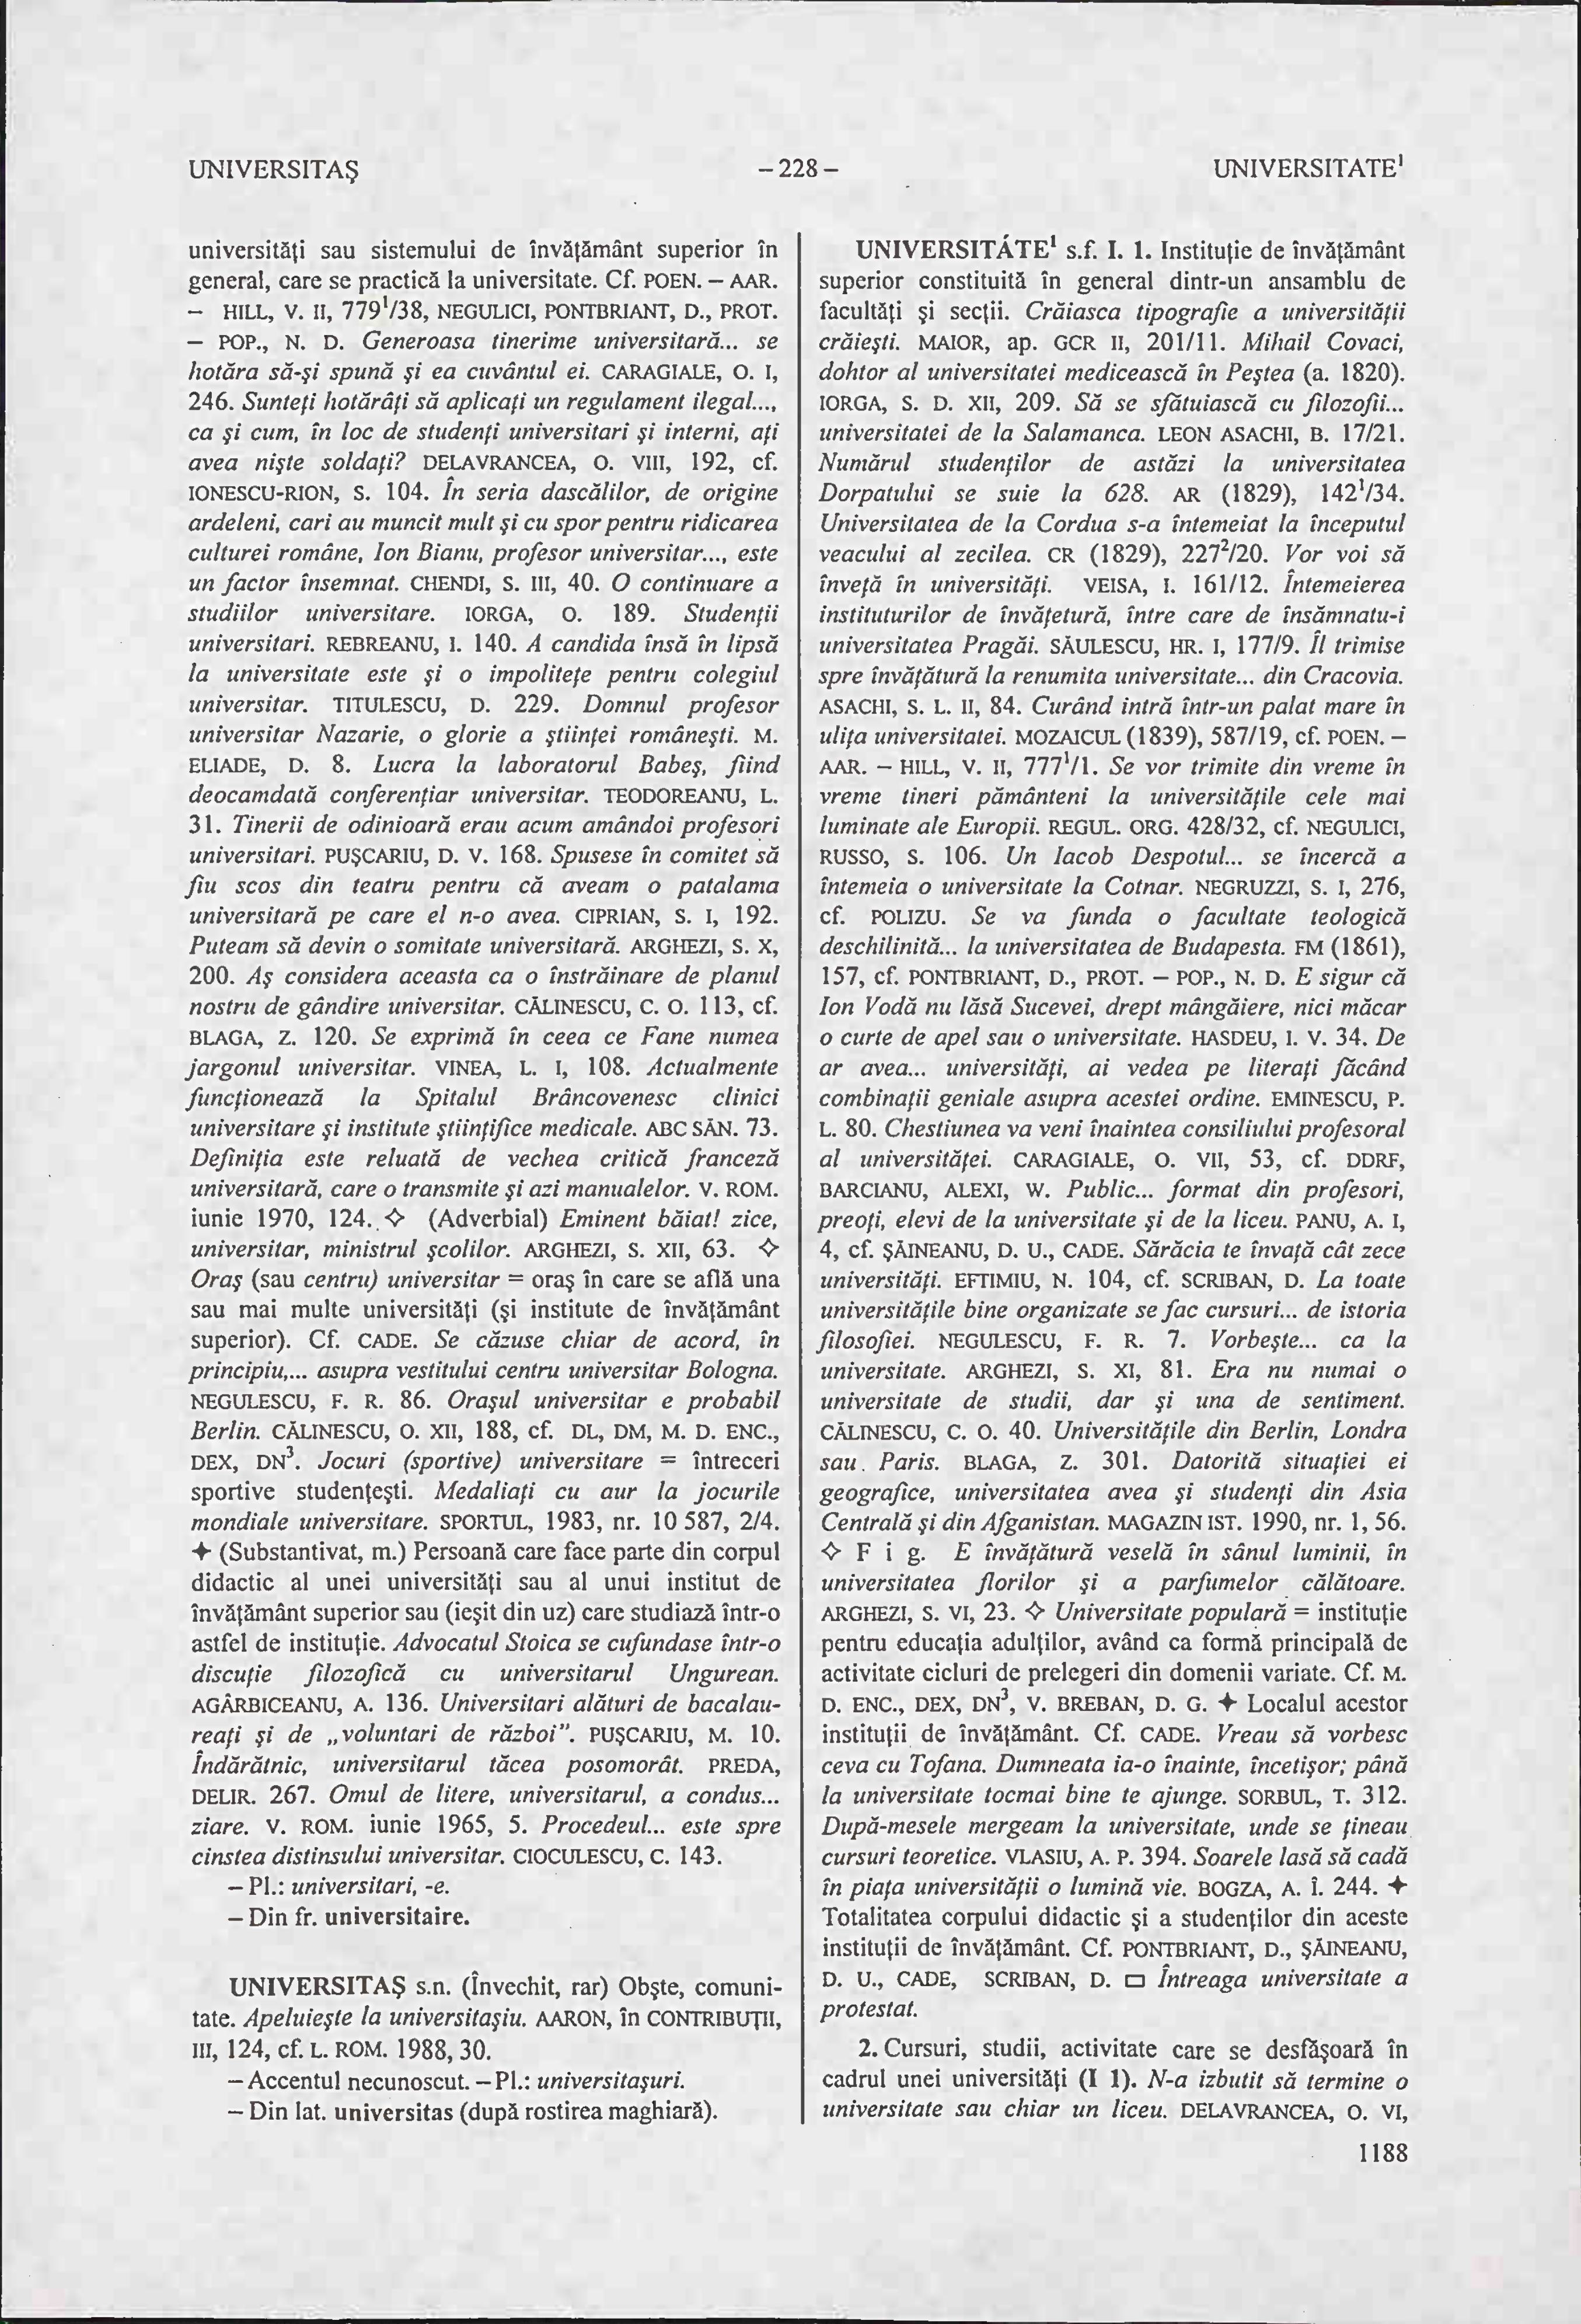 UNIVERSITAŞ
– 228 –
UNIVERSITATE¹
universităţi sau sistemului de învăţământ superior în
general, care se practică la universitate. Cf. POEN. – AAR.
– HILL, V. II, 779¹/38, NEGULICI, PONTBRIANT, D., PROT.
– POP., N. D. Generoasa tinerime universitară... se
hotăra să-şi spună şi ea cuvântul ei. CARAGIALE, O. I,
246. Sunteţi hotărâţi să aplicaţi un regulament ilegal...,
ca şi cum, în loc de studenţi universitari şi interni, aţi
avea nişte soldaţi? DELAVRANCEA, O. VIII, 192, cf.
IONESCU-RION, S. 104. În seria dascălilor, de origine
ardeleni, cari au muncit mult şi cu spor pentru ridicarea
culturei române, Ion Bianu, profesor universitar..., este
un factor însemnat. CHENDI, S. III, 40. O continuare a
studiilor universitare. IORGA, O. 189. Studenţii
universitari. REBREANU, I. 140. A candida însă în lipsă
la universitate este şi o impoliteţe pentru colegiul
universitar. TITULESCU, D. 229. Domnul profesor
universitar Nazarie, o glorie a ştiinţei româneşti. M.
ELIADE, D. 8. Lucra la laboratorul Babeş, fiind
deocamdată conferenţiar universitar. TEODOREANU, L.
31. Tinerii de odinioară erau acum amândoi profesori
universitari. PUŞCARIU, D. V. 168. Spusese în comitet să
fiu scos din teatru pentru că aveam o patalama
universitară pe care el n-o avea. CIPRIAN, S. I, 192.
Puteam să devin o somitate universitară. ARGHEZI, S. X,
200. Aş considera aceasta ca o înstrăinare de planul
nostru de gândire universitar. CĂLINESCU, C. O. 113, cf.
BLAGA, Z. 120. Se exprimă în ceea ce Fane numea
jargonul universitar. VINEA, L. I, 108. Actualmente
funcţionează la Spitalul Brâncovenesc clinici
universitare şi institute ştiinţifice medicale. ABC SĂN. 73.
Definiţia este reluată de vechea critică franceză
universitară, care o transmite şi azi manualelor. V. ROM.
iunie 1970, 124. ◇ (Adverbial) Eminent băiat! zice,
universitar, ministrul şcolilor. ARGHEZI, S. XII, 63. ◇
Oraş (sau centru) universitar = oraş în care se află una
sau mai multe universităţi (şi institute de învăţământ
superior). Cf. CADE. Se căzuse chiar de acord, în
principiu,... asupra vestitului centru universitar Bologna.
NEGULESCU, F. R. 86. Oraşul universitar e probabil
Berlin. CĂLINESCU, O. XII, 188, cf. DL, DM, M. D. ENC.,
DEX, DN³. Jocuri (sportive) universitare = întreceri
sportive studenţeşti. Medaliaţi cu aur la jocurile
mondiale universitare. SPORTUL, 1983, nr. 10 587, 2/4.
✦ (Substantivat, m.) Persoană care face parte din corpul
didactic al unei universităţi sau al unui institut de
învăţământ superior sau (ieşit din uz) care studiază într-o
astfel de instituţie. Advocatul Stoica se cufundase într-o
discuţie filozofică cu universitarul Ungurean.
AGÂRBICEANU, A. 136. Universitari alături de bacalau-
reaţi şi de „voluntari de război”. PUŞCARIU, M. 10.
Îndărătnic, universitarul tăcea posomorât. PREDA,
DELIR. 267. Omul de litere, universitarul, a condus...
ziare. V. ROM. iunie 1965, 5. Procedeul... este spre
cinstea distinsului universitar. CIOCULESCU, C. 143.
– Pl.: universitari, -e.
– Din fr. universitaire.
UNIVERSITAŞ s.n. (Învechit, rar) Obşte, comuni-
tate. Apeluieşte la universitaşiu. AARON, în CONTRIBUŢII,
III, 124, cf. L. ROM. 1988, 30.
– Accentul necunoscut. – Pl.: universitaşuri.
– Din lat. universitas (după rostirea maghiară).
UNIVERSITÁTE¹ s.f. I. 1. Instituţie de învăţământ
superior constituită în general dintr-un ansamblu de
facultăţi şi secţii. Crăiasca tipografie a universităţii
crăieşti. MAIOR, ap. GCR II, 201/11. Mihail Covaci,
dohtor al universitatei medicească în Peştea (a. 1820).
IORGA, S. D. XII, 209. Să se sfătuiască cu filozofii...
universitatei de la Salamanca. LEON ASACHI, B. 17/21.
Numărul studenţilor de astăzi la universitatea
Dorpatului se suie la 628. AR (1829), 142¹/34.
Universitatea de la Cordua s-a întemeiat la începutul
veacului al zecilea. CR (1829), 227²/20. Vor voi să
înveţă în universităţi. VEISA, I. 161/12. Întemeierea
instituturilor de învăţetură, între care de însămnatu-i
universitatea Pragăi. SĂULESCU, HR. I, 177/9. Îl trimise
spre învăţătură la renumita universitate... din Cracovia.
ASACHI, S. L. II, 84. Curând intră într-un palat mare în
uliţa universitatei. MOZAICUL (1839), 587/19, cf. POEN. –
AAR. – HILL, V. II, 777¹/1. Se vor trimite din vreme în
vreme tineri pământeni la universităţile cele mai
luminate ale Europii. REGUL. ORG. 428/32, cf. NEGULICI,
RUSSO, S. 106. Un Iacob Despotul... se încercă a
întemeia o universitate la Cotnar. NEGRUZZI, S. I, 276,
cf. POLIZU. Se va funda o facultate teologică
deschilinită... la universitatea de Budapesta. FM (1861),
157, cf. PONTBRIANT, D., PROT. – POP., N. D. E sigur că
Ion Vodă nu lăsă Sucevei, drept mângăiere, nici măcar
o curte de apel sau o universitate. HASDEU, I. V. 34. De
ar avea... universităţi, ai vedea pe literaţi făcând
combinaţii geniale asupra acestei ordine. EMINESCU, P.
L. 80. Chestiunea va veni înaintea consiliului profesoral
al universităţei. CARAGIALE, O. VII, 53, cf. DDRF,
BARCIANU, ALEXI, W. Public... format din profesori,
preoţi, elevi de la universitate şi de la liceu. PANU, A. I,
4, cf. ŞĂINEANU, D. U., CADE. Sărăcia te învaţă cât zece
universităţi. EFTIMIU, N. 104, cf. SCRIBAN, D. La toate
universităţile bine organizate se fac cursuri... de istoria
filosofiei. NEGULESCU, F. R. 7. Vorbeşte... ca la
universitate. ARGHEZI, S. XI, 81. Era nu numai o
universitate de studii, dar şi una de sentiment.
CĂLINESCU, C. O. 40. Universităţile din Berlin, Londra
sau Paris. BLAGA, Z. 301. Datorită situaţiei ei
geografice, universitatea avea şi studenţi din Asia
Centrală şi din Afganistan. MAGAZIN IST. 1990, nr. 1, 56.
◇ F i g. E învăţătură veselă în sânul luminii, în
universitatea florilor şi a parfumelor călătoare.
ARGHEZI, S. VI, 23. ◇ Universitate populară = instituţie
pentru educaţia adulţilor, având ca formă principală de
activitate cicluri de prelegeri din domenii variate. Cf. M.
D. ENC., DEX, DN³, V. BREBAN, D. G. ✦ Localul acestor
instituţii de învăţământ. Cf. CADE. Vreau să vorbesc
ceva cu Tofana. Dumneata ia-o înainte, încetişor; până
la universitate tocmai bine te ajunge. SORBUL, T. 312.
După-mesele mergeam la universitate, unde se ţineau
cursuri teoretice. VLASIU, A. P. 394. Soarele lasă să cadă
în piaţa universităţii o lumină vie. BOGZA, A. Î. 244. ✦
Totalitatea corpului didactic şi a studenţilor din aceste
instituţii de învăţământ. Cf. PONTBRIANT, D., ŞĂINEANU,
D. U., CADE, SCRIBAN, D. □ Întreaga universitate a
protestat.
2. Cursuri, studii, activitate care se desfăşoară în
cadrul unei universităţi (I 1). N-a izbutit să termine o
universitate sau chiar un liceu. DELAVRANCEA, O. VI,
1188